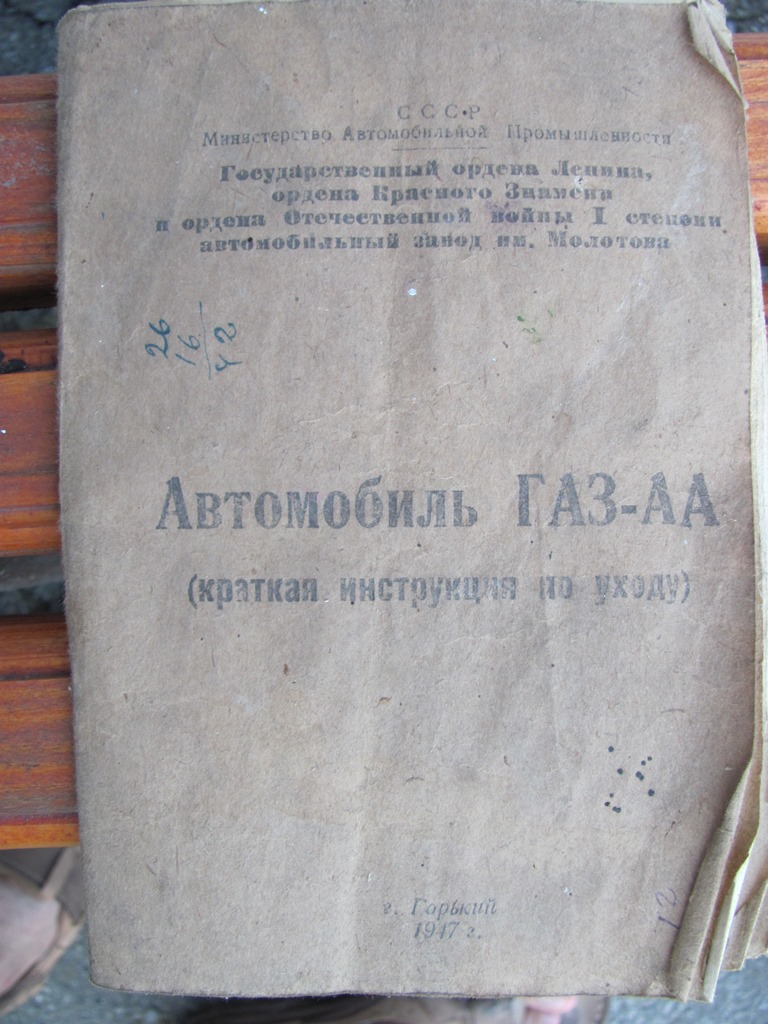 СССР
Министерство Автомобильной Промышленности
Государственный ордена Ленина,
ордена Красного Знамени
и ордена Отечественной войны I степени
автомобильный завод им. Молотова
26
16
42
Автомобиль ГАЗ-АА
(краткая инструкция по уходу)
г. Горький
1947 г.
12